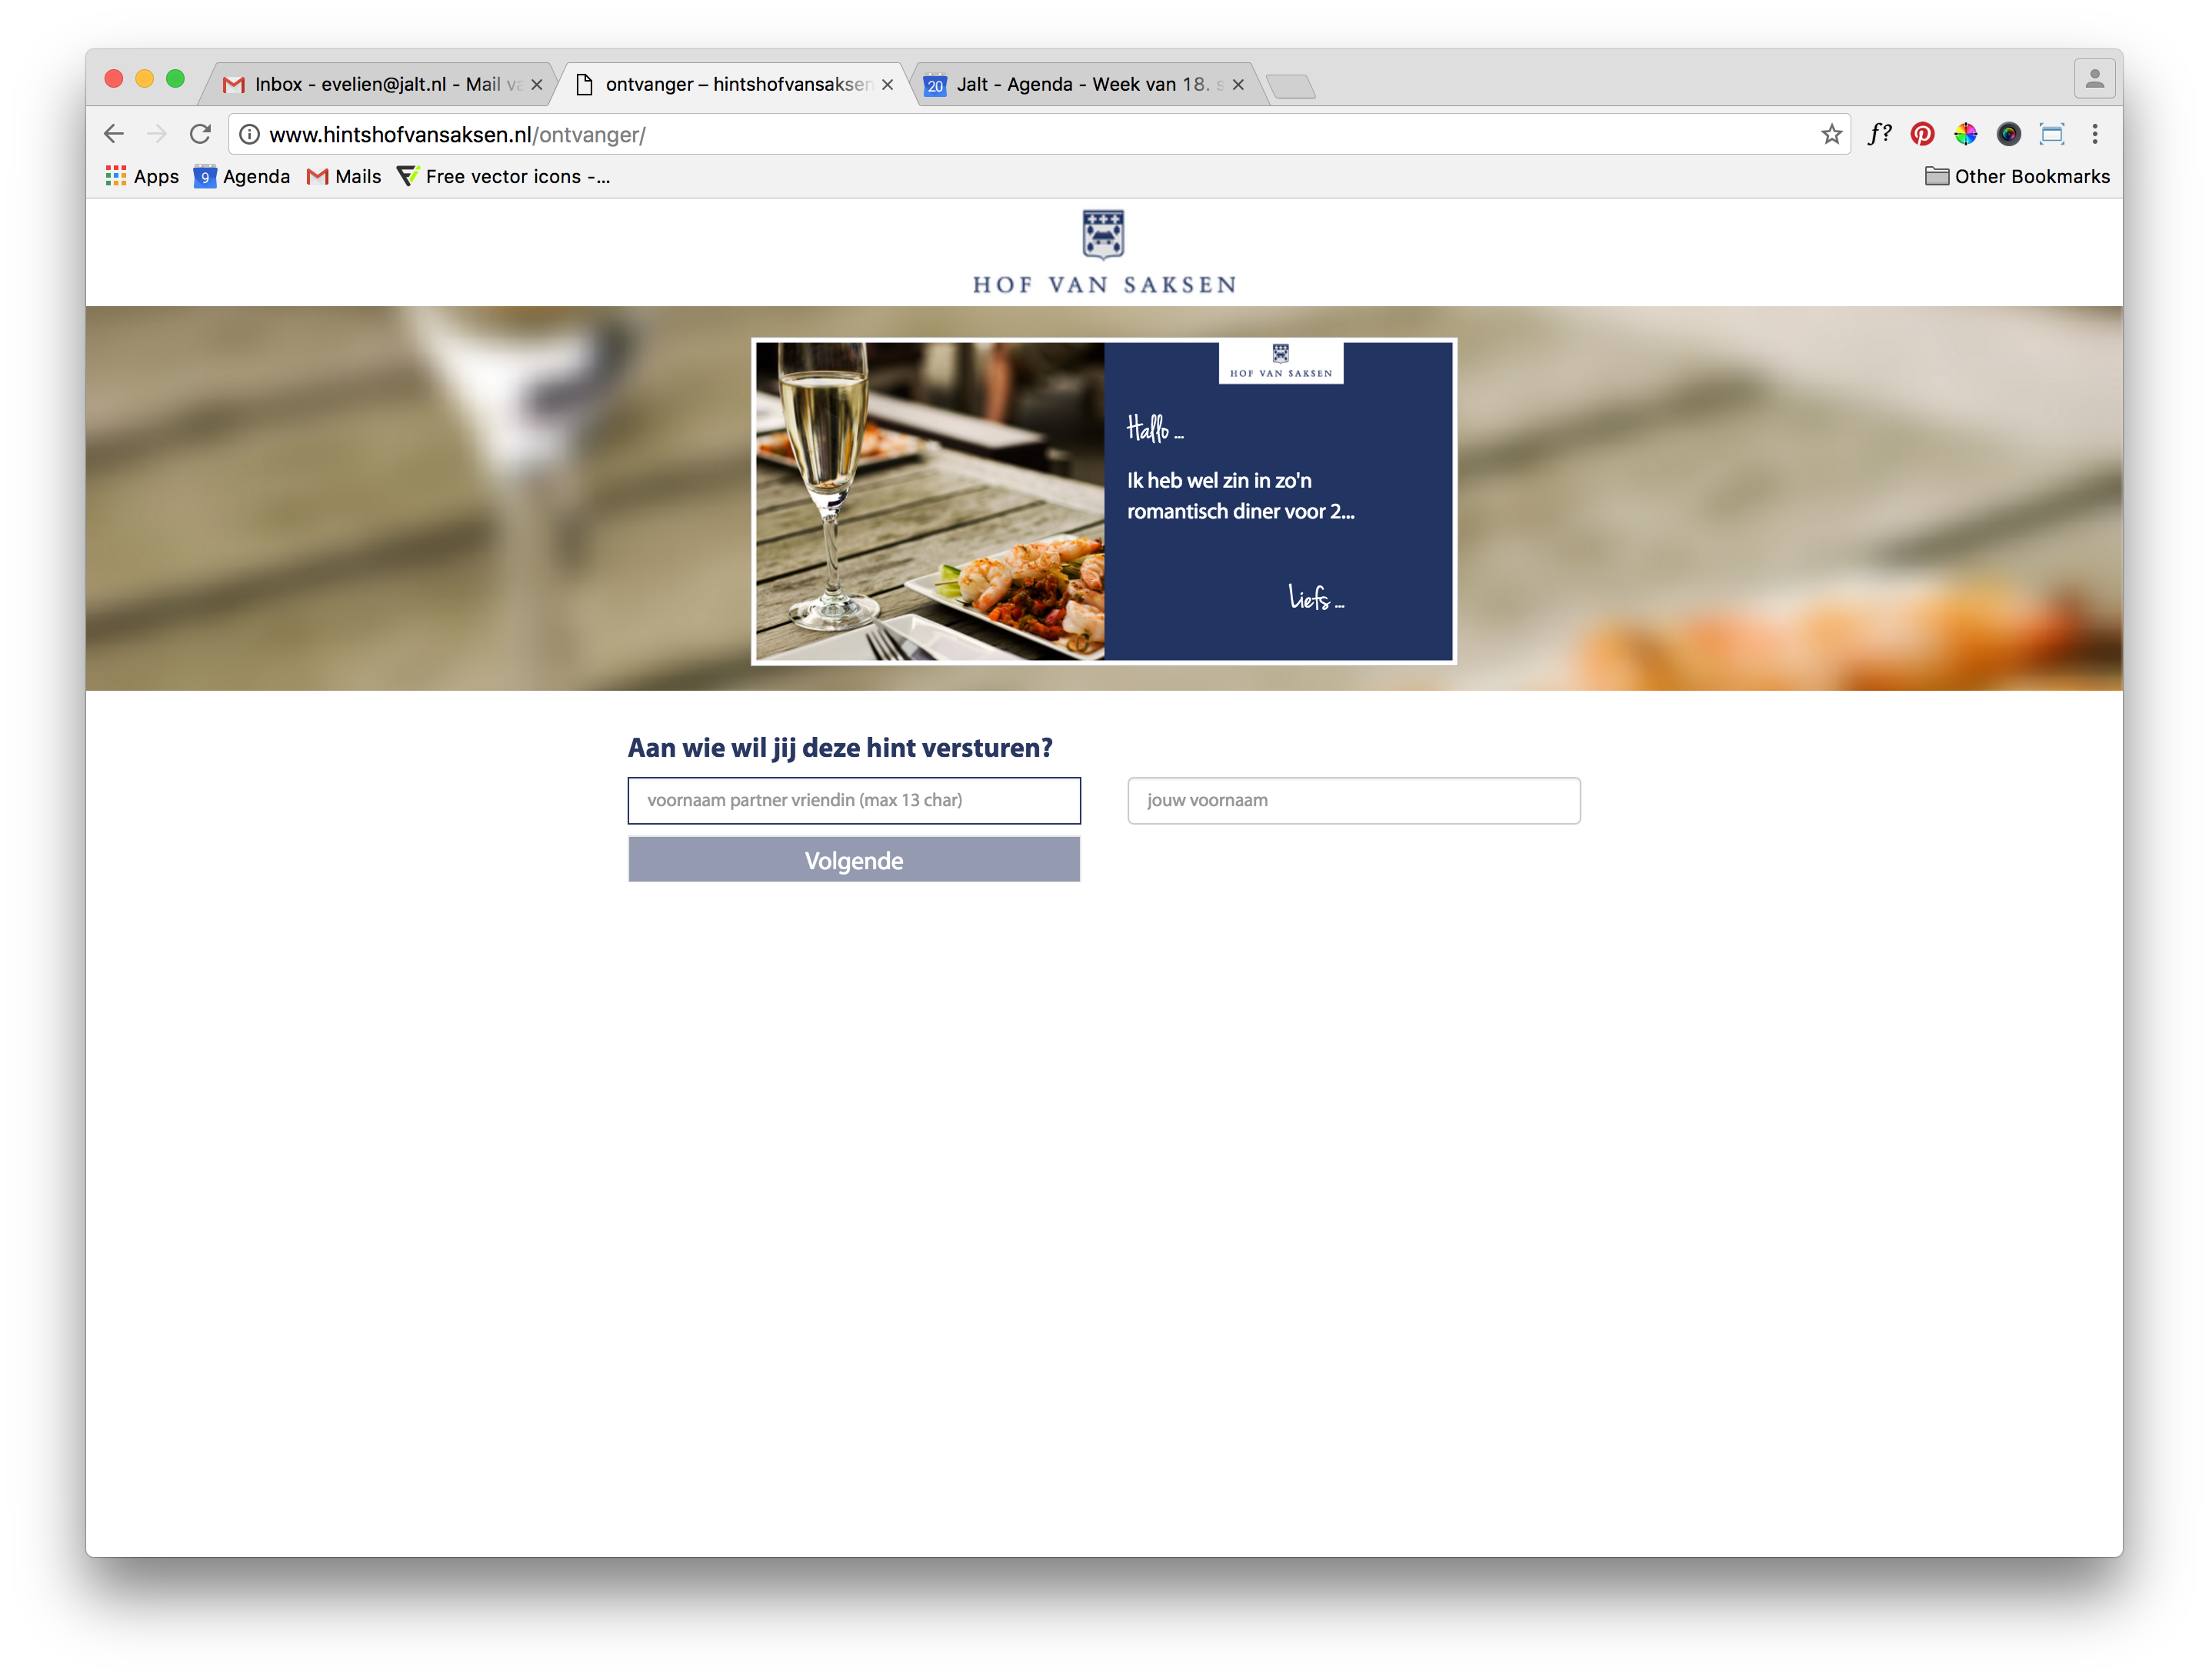 Inbox - evelien@jalt.nl - Mail va
ontvanger – hintshofvansaksen
20
Jalt - Agenda - Week van 18. s
www.hintshofvansaksen.nl/ontvanger/
f?
Apps
9
Agenda
Mails
Free vector icons -...
Other Bookmarks
HOF VAN SAKSEN
HOF VAN SAKSEN
Hallo ...
Ik heb wel zin in zo'n
romantisch diner voor 2...
Liefs ...
Aan wie wil jij deze hint versturen?
voornaam partner vriendin (max 13 char)
jouw voornaam
Volgende